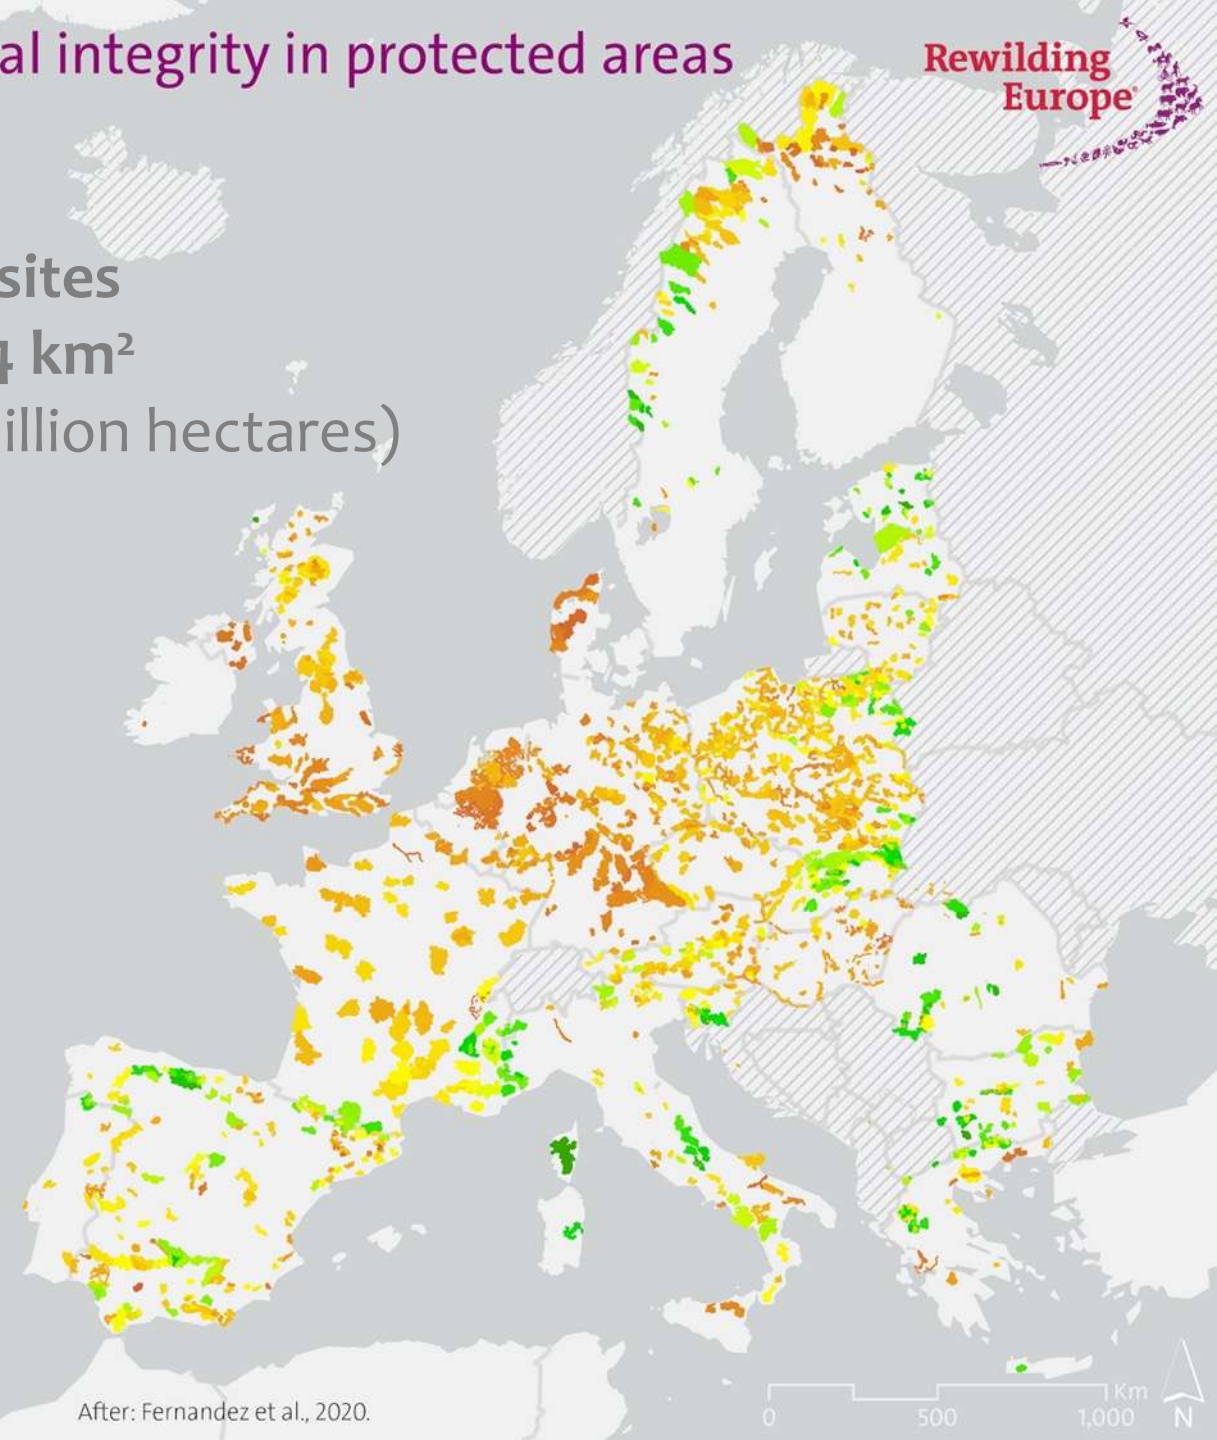 al integrity in protected areas
Rewilding
Europe
sites
4 km²
illion hectares)
After: Fernandez et al., 2020.
Km
0 500 1,000 N